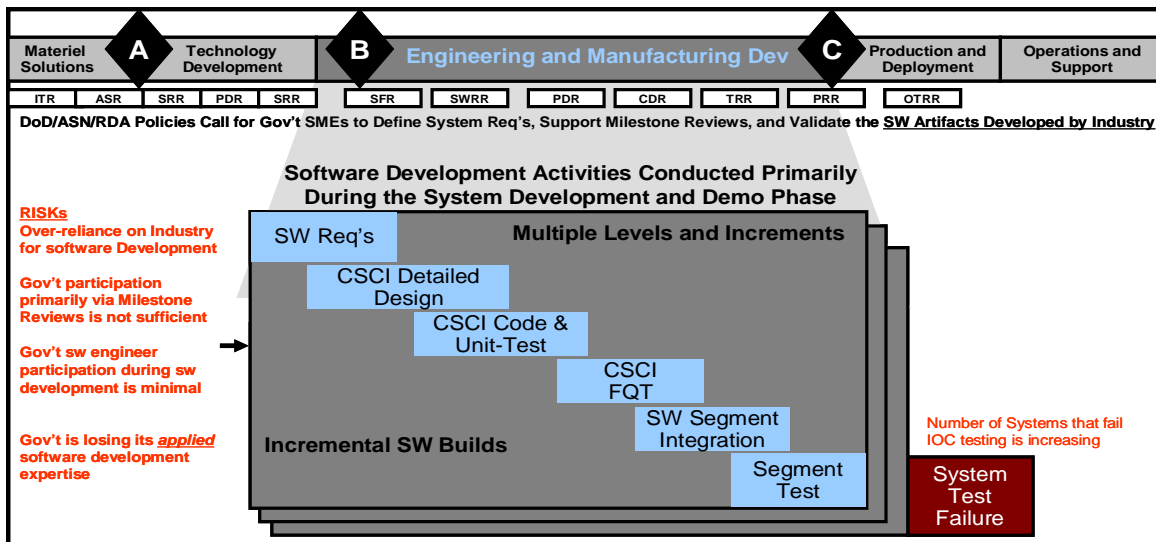 Materiel
Solutions
A
Technology
Development
B
Engineering and Manufacturing Dev
C
Production and
Deployment
Operations and
Support
ITR
ASR
SRR
PDR
SRR
SFR
SWRR
PDR
CDR
TRR
PRR
OTRR
DoD/ASN/RDA Policies Call for Gov't SMEs to Define System Req's, Support Milestone Reviews, and Validate the SW Artifacts Developed by Industry
Software Development Activities Conducted Primarily
During the System Development and Demo Phase
RISKs
Over-reliance on Industry
for software Development
Gov't participation
primarily via Milestone
Reviews is not sufficient
Gov't sw engineer
participation during sw
development is minimal
Gov't is losing its applied
software development
expertise
SW Req's
Multiple Levels and Increments
CSCI Detailed
Design
CSCI Code &
Unit-Test
CSCI
FQT
SW Segment
Integration
Incremental SW Builds
Segment
Test
Number of Systems that fail
IOC testing is increasing
System
Test
Failure